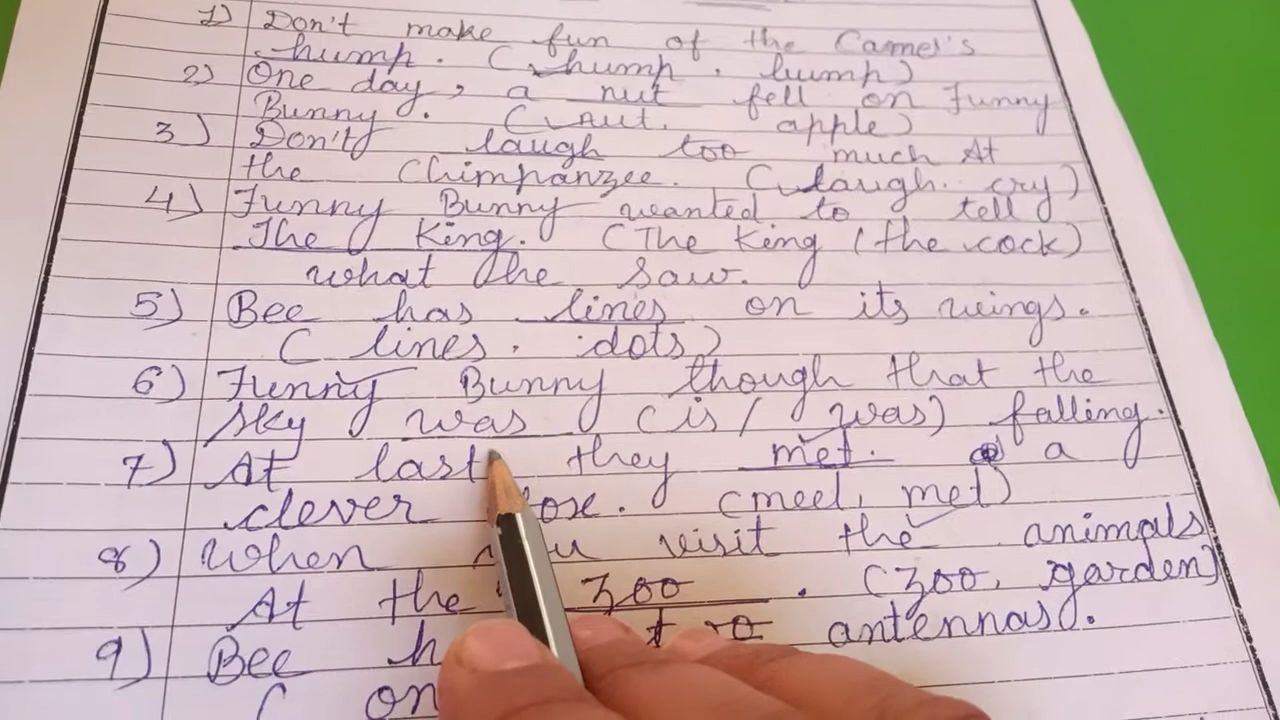 1) Don't make fun of the Camel's
hump. (hump, lump)
2) One day, a nut fell on Funny
Bunny. (nut, apple)
3) Don't laugh too much At
the Chimpanzee. (laugh. cry)
4) Funny Bunny wanted to tell
The King. (The King / the cock)
what she saw.
5) Bee has lines on its wings.
(lines, dots)
6) Funny Bunny though that the
sky was (is / was) falling.
7) At last they met. a
clever fox. (meet, met)
8) When you visit the animals
At the zoo. (zoo, garden)
9) Bee antennas.
( on